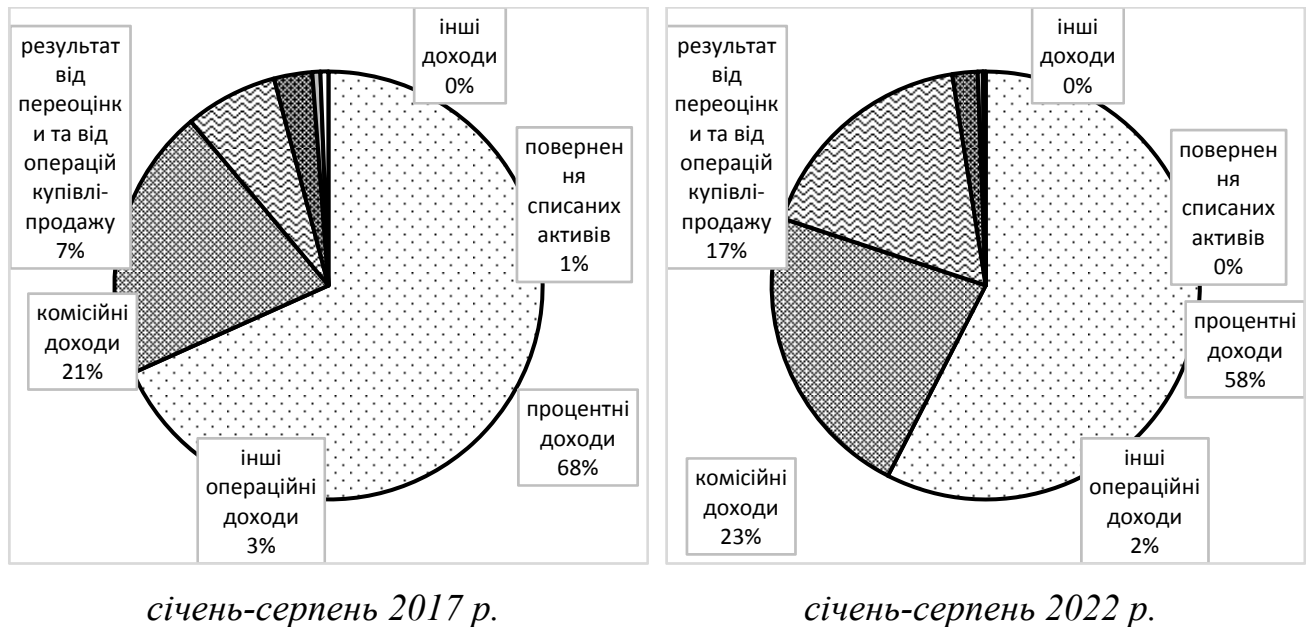 інші
доходи
0%
результат
від
переоцінк
и та від
операцій
купівлі-
продажу
7%
повернен
ня
списаних
активів
1%
комісійні
доходи
21%
процентні
доходи
68%
інші
операційні
доходи
3%
січень-серпень 2017 р.
інші
доходи
0%
результат
від
переоцінк
и та від
операцій
купівлі-
продажу
17%
повернен
ня
списаних
активів
0%
процентні
доходи
58%
комісійні
доходи
23%
інші
операційні
доходи
2%
січень-серпень 2022 р.